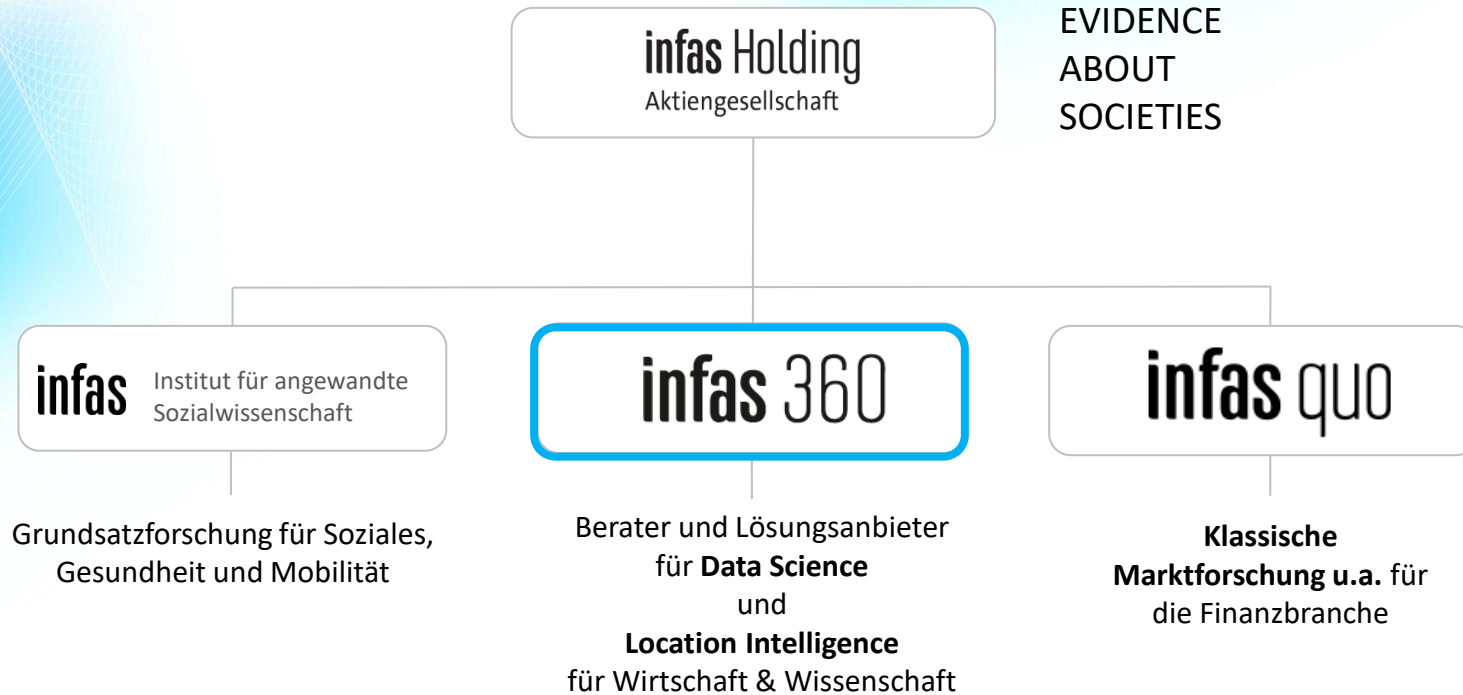 infas Holding
Aktiengesellschaft
EVIDENCE
ABOUT
SOCIETIES
infas
Institut für angewandte
Sozialwissenschaft
infas 360
infas quo
Grundsatzforschung für Soziales,
Gesundheit und Mobilität
Berater und Lösungsanbieter
für Data Science
und
Location Intelligence
für Wirtschaft & Wissenschaft
Klassische
Marktforschung u.a. für
die Finanzbranche